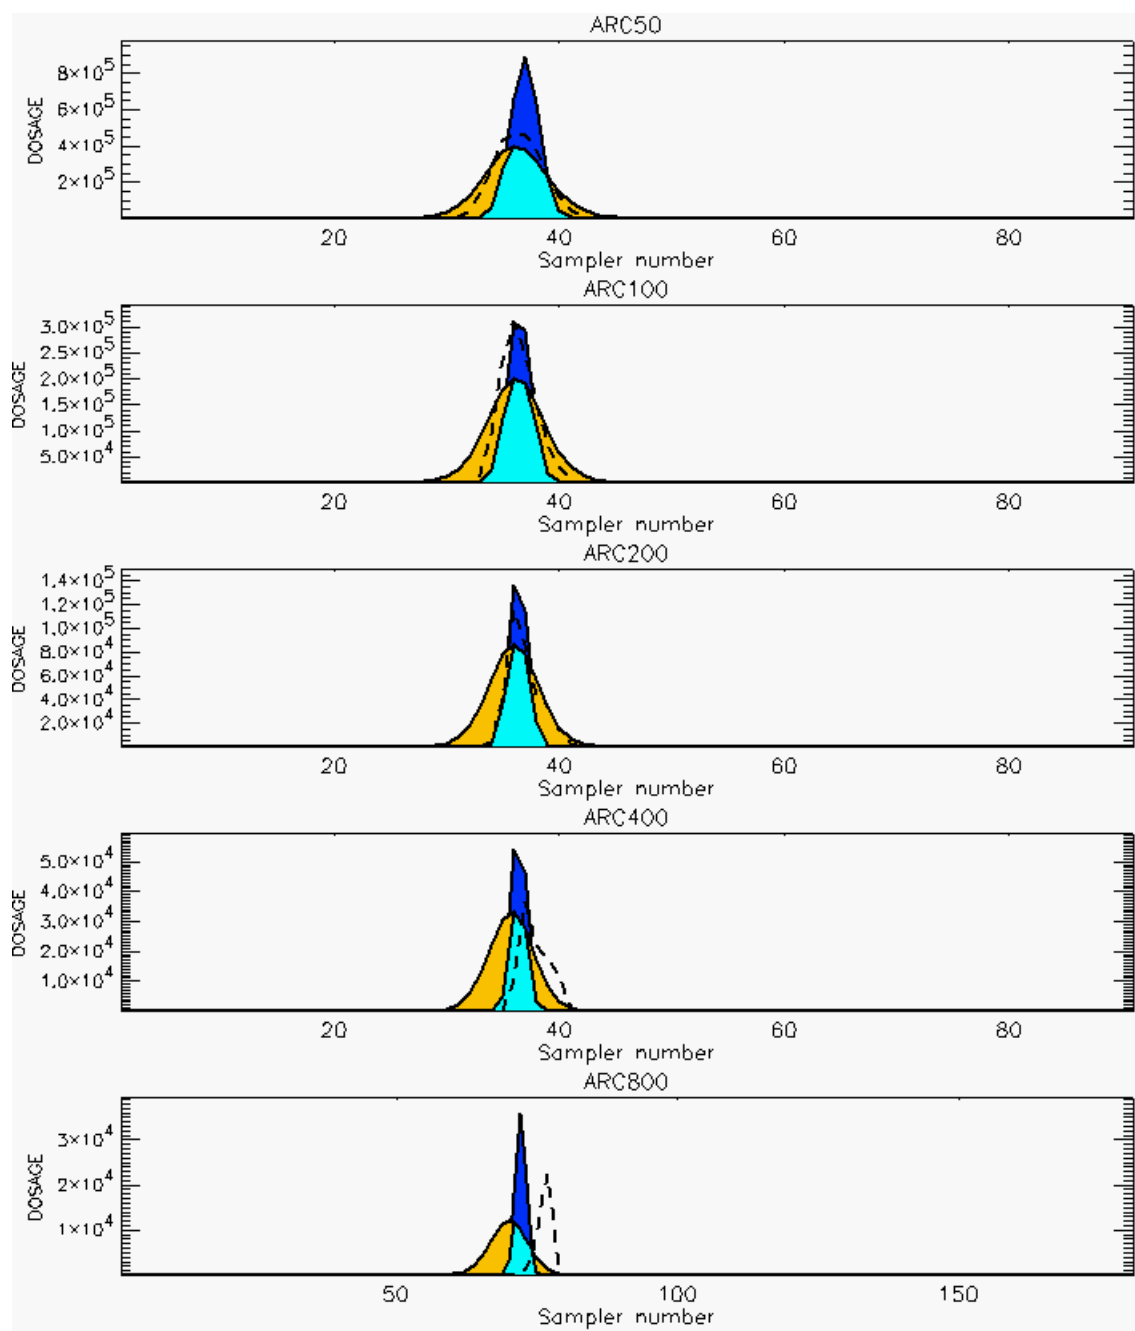 ARC50
8×10⁵
6×10⁵
4×10⁵
2×10⁵
DOSAGE
20 40 60 80
Sampler number
ARC100
3.0×10⁵
2.5×10⁵
2.0×10⁵
1.5×10⁵
1.0×10⁵
5.0×10⁴
DOSAGE
20 40 60 80
Sampler number
ARC200
1.4×10⁵
1.2×10⁵
1.0×10⁵
8.0×10⁴
6.0×10⁴
4.0×10⁴
2.0×10⁴
DOSAGE
20 40 60 80
Sampler number
ARC400
5.0×10⁴
4.0×10⁴
3.0×10⁴
2.0×10⁴
1.0×10⁴
DOSAGE
20 40 60 80
Sampler number
ARC800
3×10⁴
2×10⁴
1×10⁴
DOSAGE
50 100 150
Sampler number